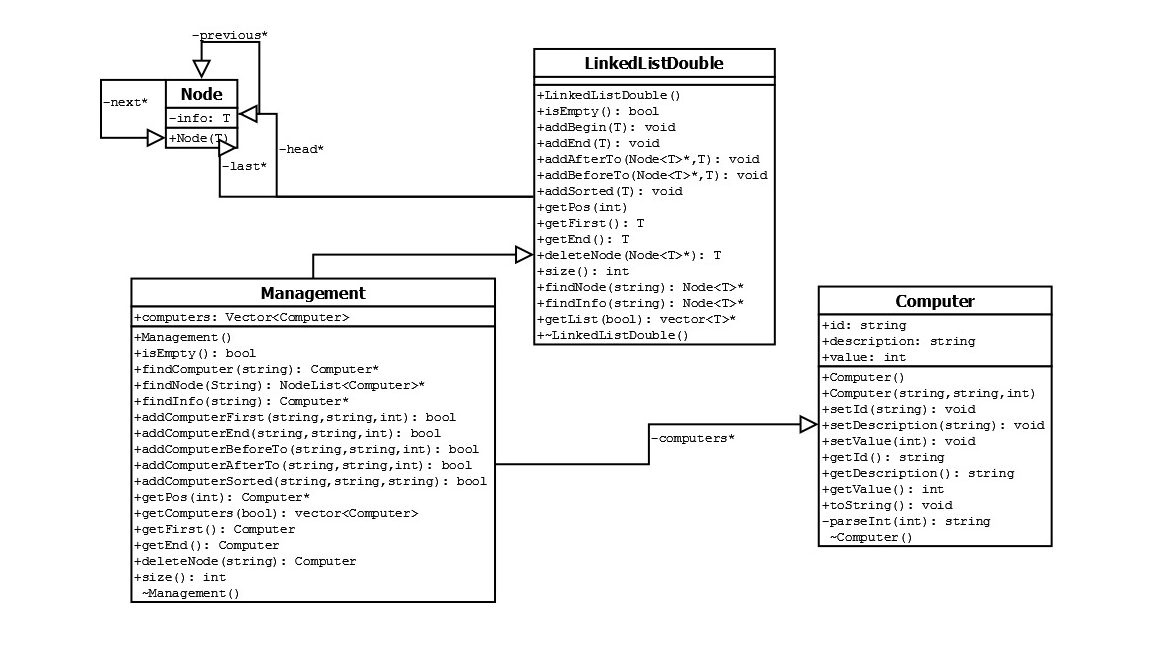 -previous*
-next*
Node
-info: T
+Node(T)
-head*
-last*
LinkedListDouble
+LinkedListDouble()
+isEmpty(): bool
+addBegin(T): void
+addEnd(T): void
+addAfterTo(Node<T>*,T): void
+addBeforeTo(Node<T>*,T): void
+addSorted(T): void
+getPos(int)
+getFirst(): T
+getEnd(): T
+deleteNode(Node<T>*): T
+size(): int
+findNode(string): Node<T>*
+findInfo(string): Node<T>*
+getList(bool): vector<T>*
+~LinkedListDouble()
Management
+computers: Vector<Computer>
+Management()
+isEmpty(): bool
+findComputer(string): Computer*
+findNode(String): NodeList<Computer>*
+findInfo(string): Computer*
+addComputerFirst(string,string,int): bool
+addComputerEnd(string,string,int): bool
+addComputerBeforeTo(string,string,int): bool
+addComputerAfterTo(string,string,int): bool
+addComputerSorted(string,string,string): bool
+getPos(int): Computer*
+getComputers(bool): vector<Computer>
+getFirst(): Computer
+getEnd(): Computer
+deleteNode(string): Computer
+size(): int
~Management()
-computers*
Computer
+id: string
+description: string
+value: int
+Computer()
+Computer(string,string,int)
+setId(string): void
+setDescription(string): void
+setValue(int): void
+getId(): string
+getDescription(): string
+getValue(): int
+toString(): void
-parseInt(int): string
~Computer()